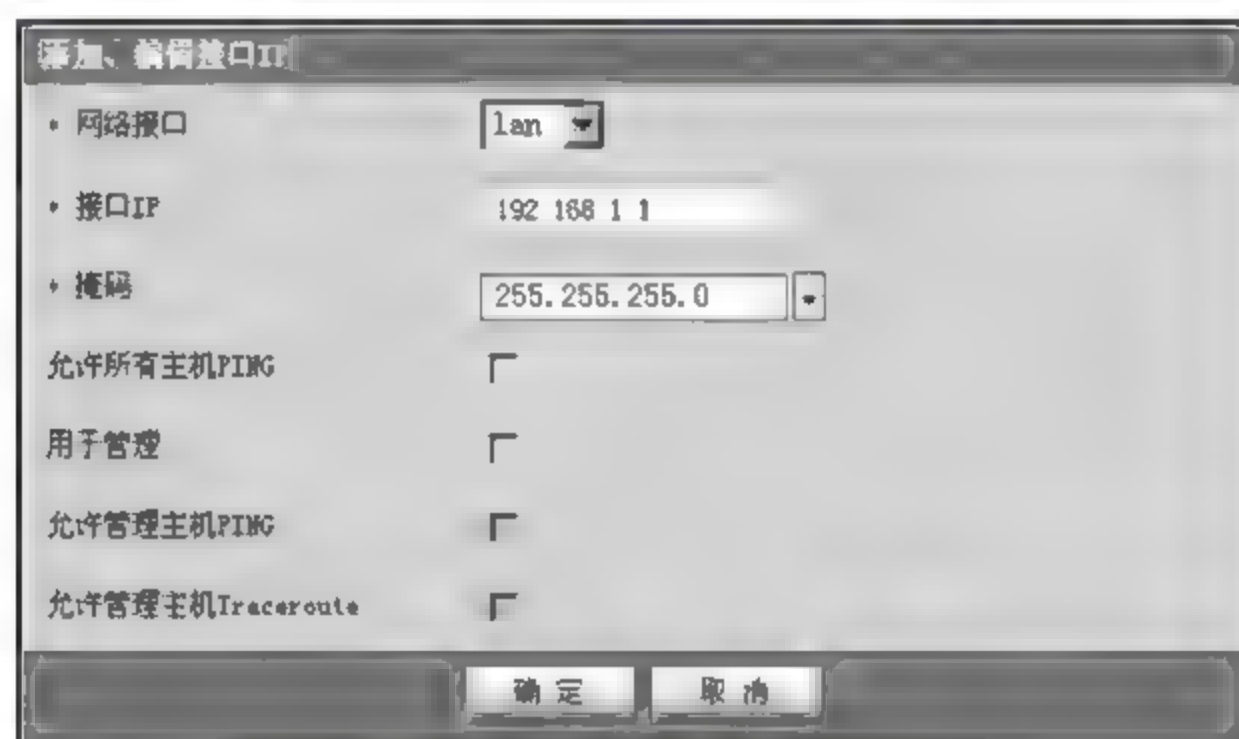 添加、编辑接口IP
* 网络接口 lan
* 接口IP 192 168 1 1
* 掩码 255.255.255.0
允许所有主机PING
用于管理
允许管理主机PING
允许管理主机Traceroute
确定 取消